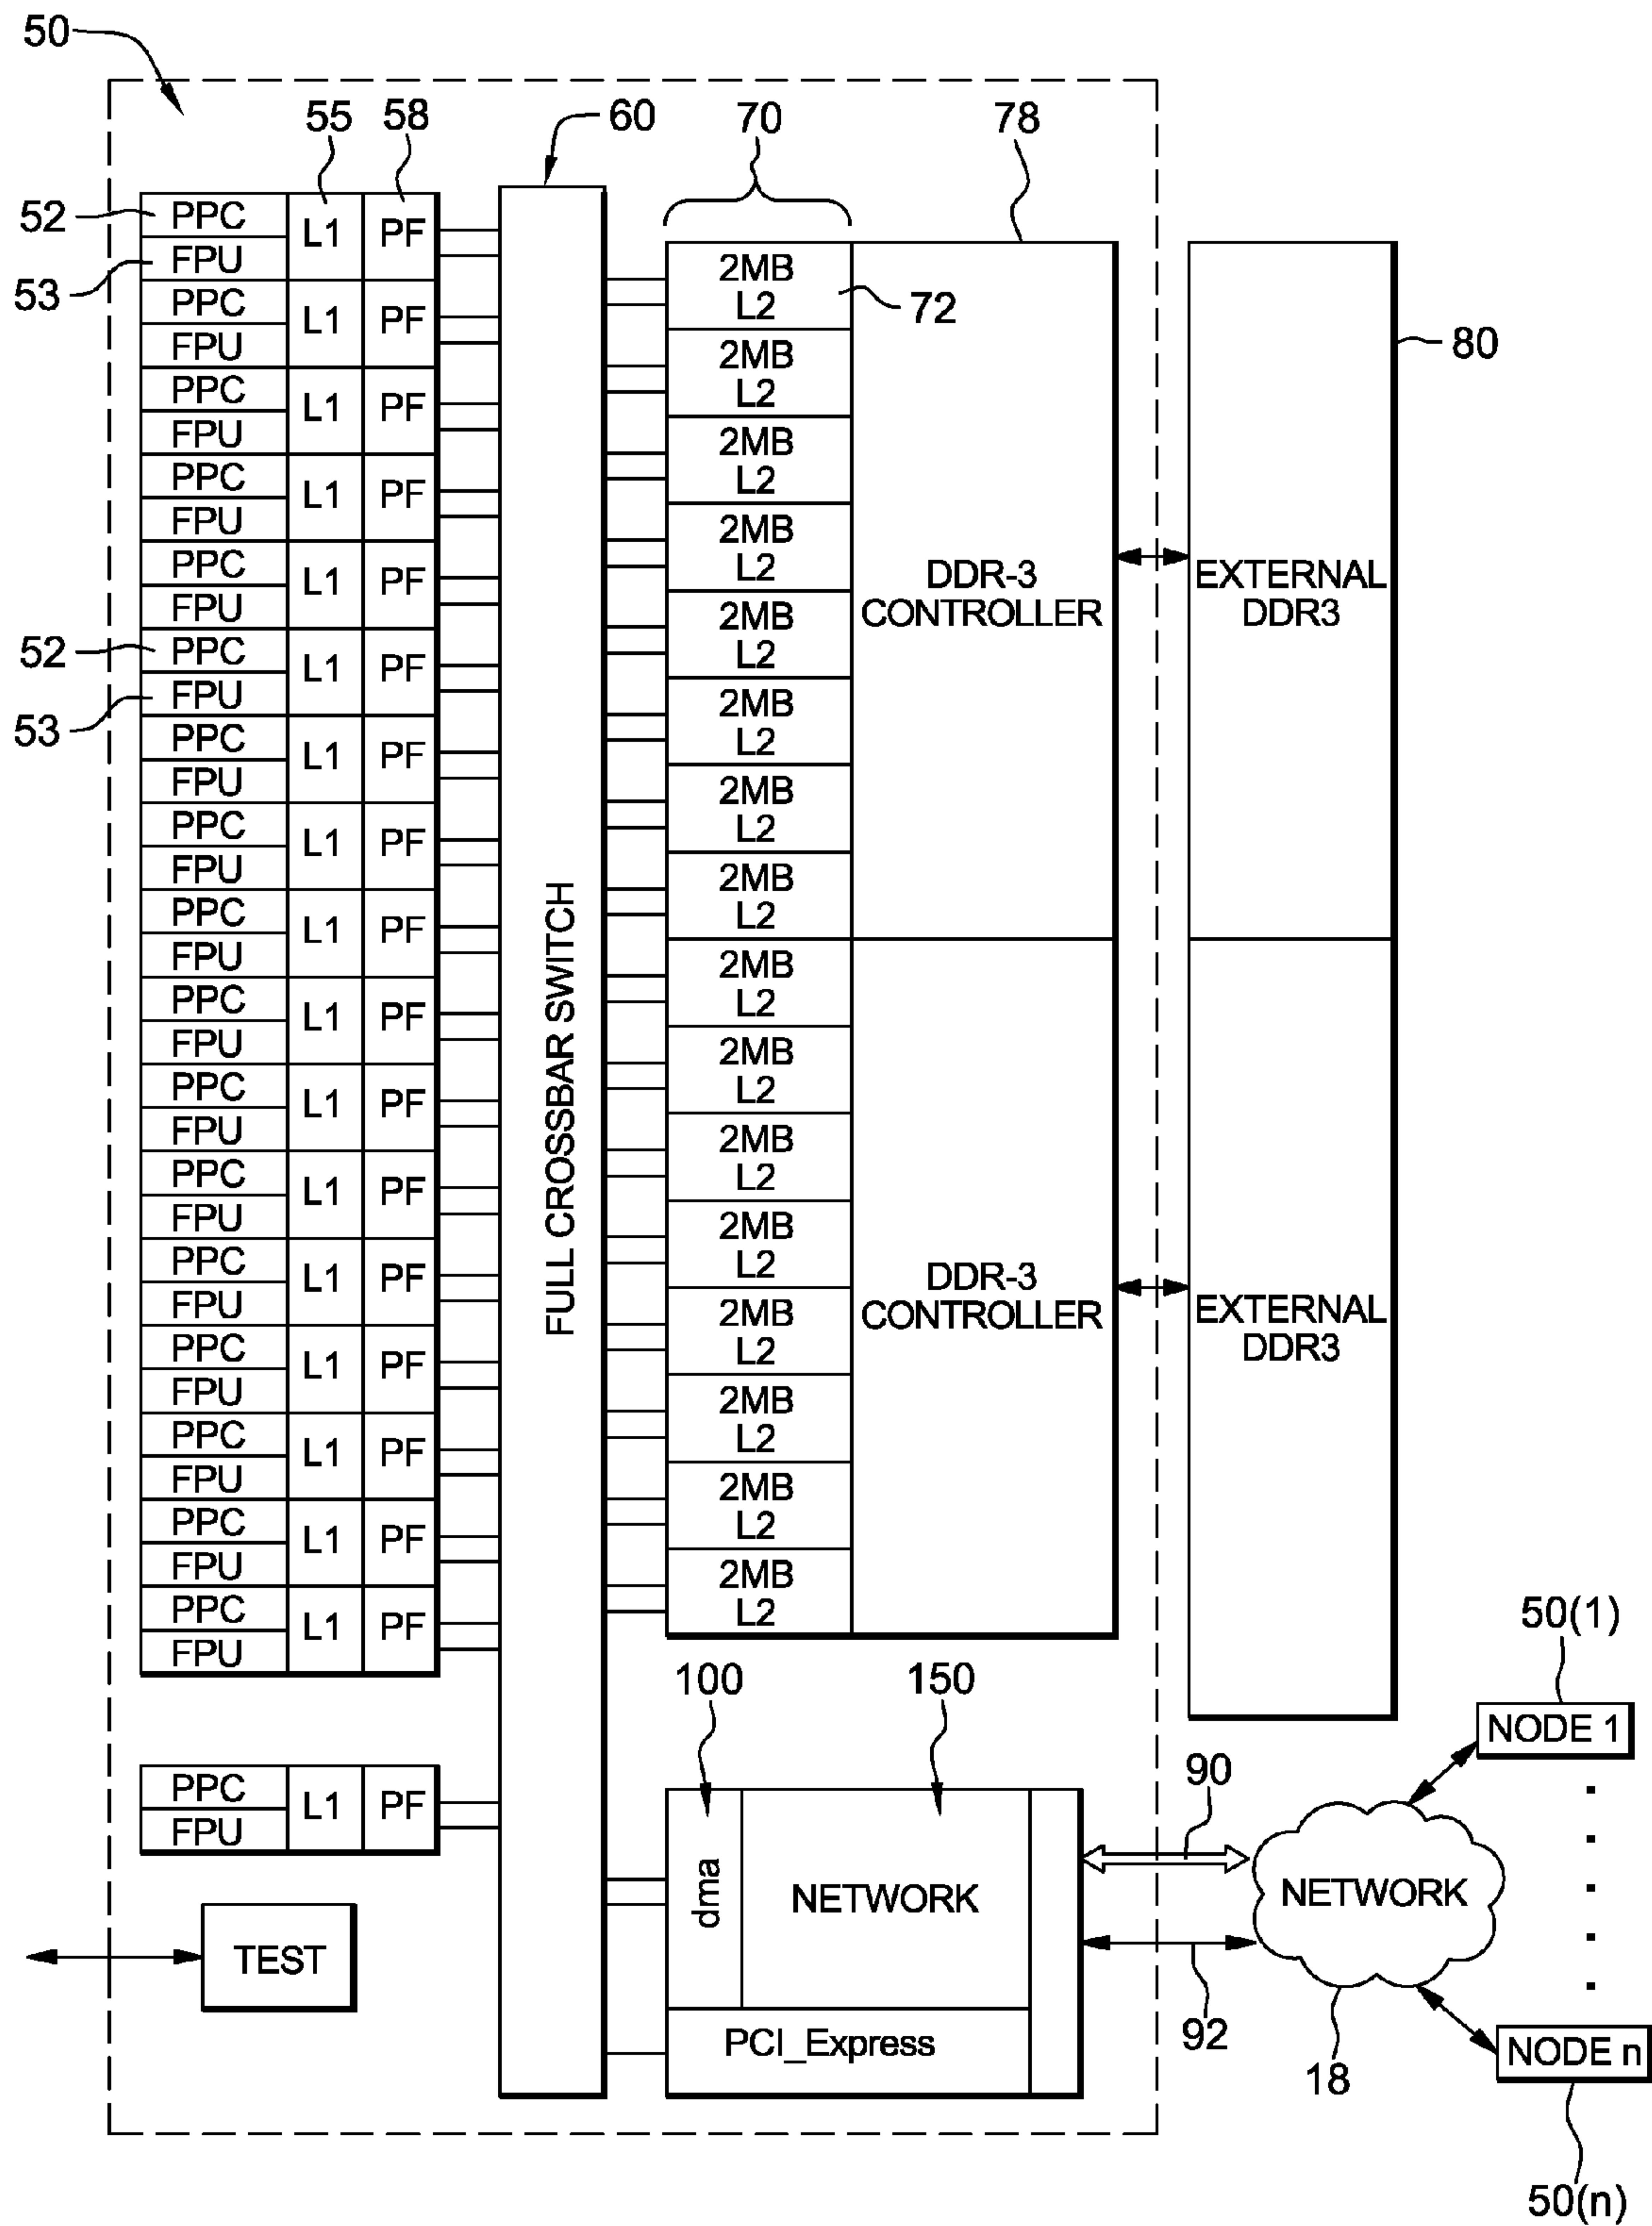 50
55
58
60
70
78
52
PPC
FPU
L1
PF
53
PPC
FPU
L1
PF
PPC
FPU
L1
PF
PPC
FPU
L1
PF
PPC
FPU
L1
PF
52
PPC
FPU
L1
PF
53
PPC
FPU
L1
PF
PPC
FPU
L1
PF
PPC
FPU
L1
PF
PPC
FPU
L1
PF
PPC
FPU
L1
PF
PPC
FPU
L1
PF
PPC
FPU
L1
PF
PPC
FPU
L1
PF
PPC
FPU
L1
PF
PPC
FPU
L1
PF
PPC
FPU
L1
PF
PPC
FPU
L1
PF
TEST
FULL CROSSBAR SWITCH
2MB
L2
72
2MB
L2
2MB
L2
2MB
L2
2MB
L2
2MB
L2
2MB
L2
2MB
L2
2MB
L2
2MB
L2
2MB
L2
2MB
L2
2MB
L2
2MB
L2
2MB
L2
2MB
L2
DDR-3
CONTROLLER
DDR-3
CONTROLLER
80
EXTERNAL
DDR3
EXTERNAL
DDR3
100
150
dma
NETWORK
PCI_Express
90
92
NETWORK
18
50(1)
NODE 1
NODE n
50(n)